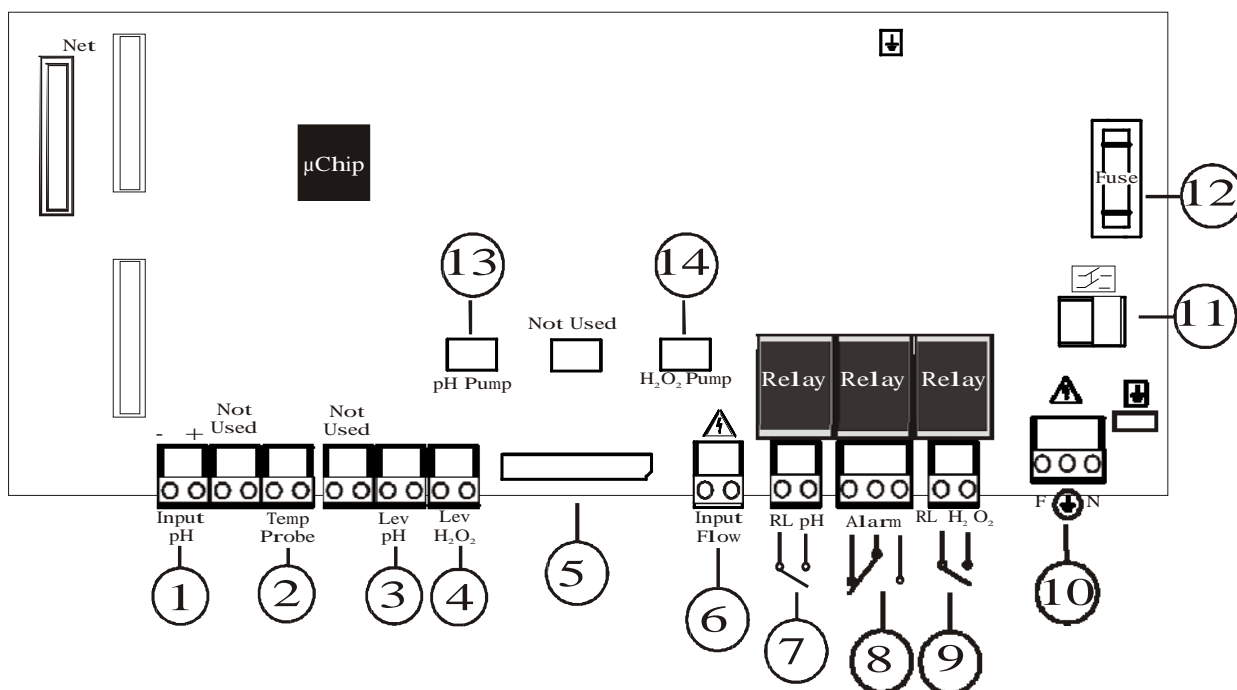 Net
μChip
Fuse
12
13
14
11
Not Used
pH Pump
H₂O₂ Pump
Relay
Relay
Relay
Not
Used
Not
Used
- +
Input
pH
Temp
Probe
Lev
pH
Lev
H₂O₂
Input
Flow
RL pH
Alarm
RL H₂O₂
F N
1
2
3
4
5
6
7
8
9
10